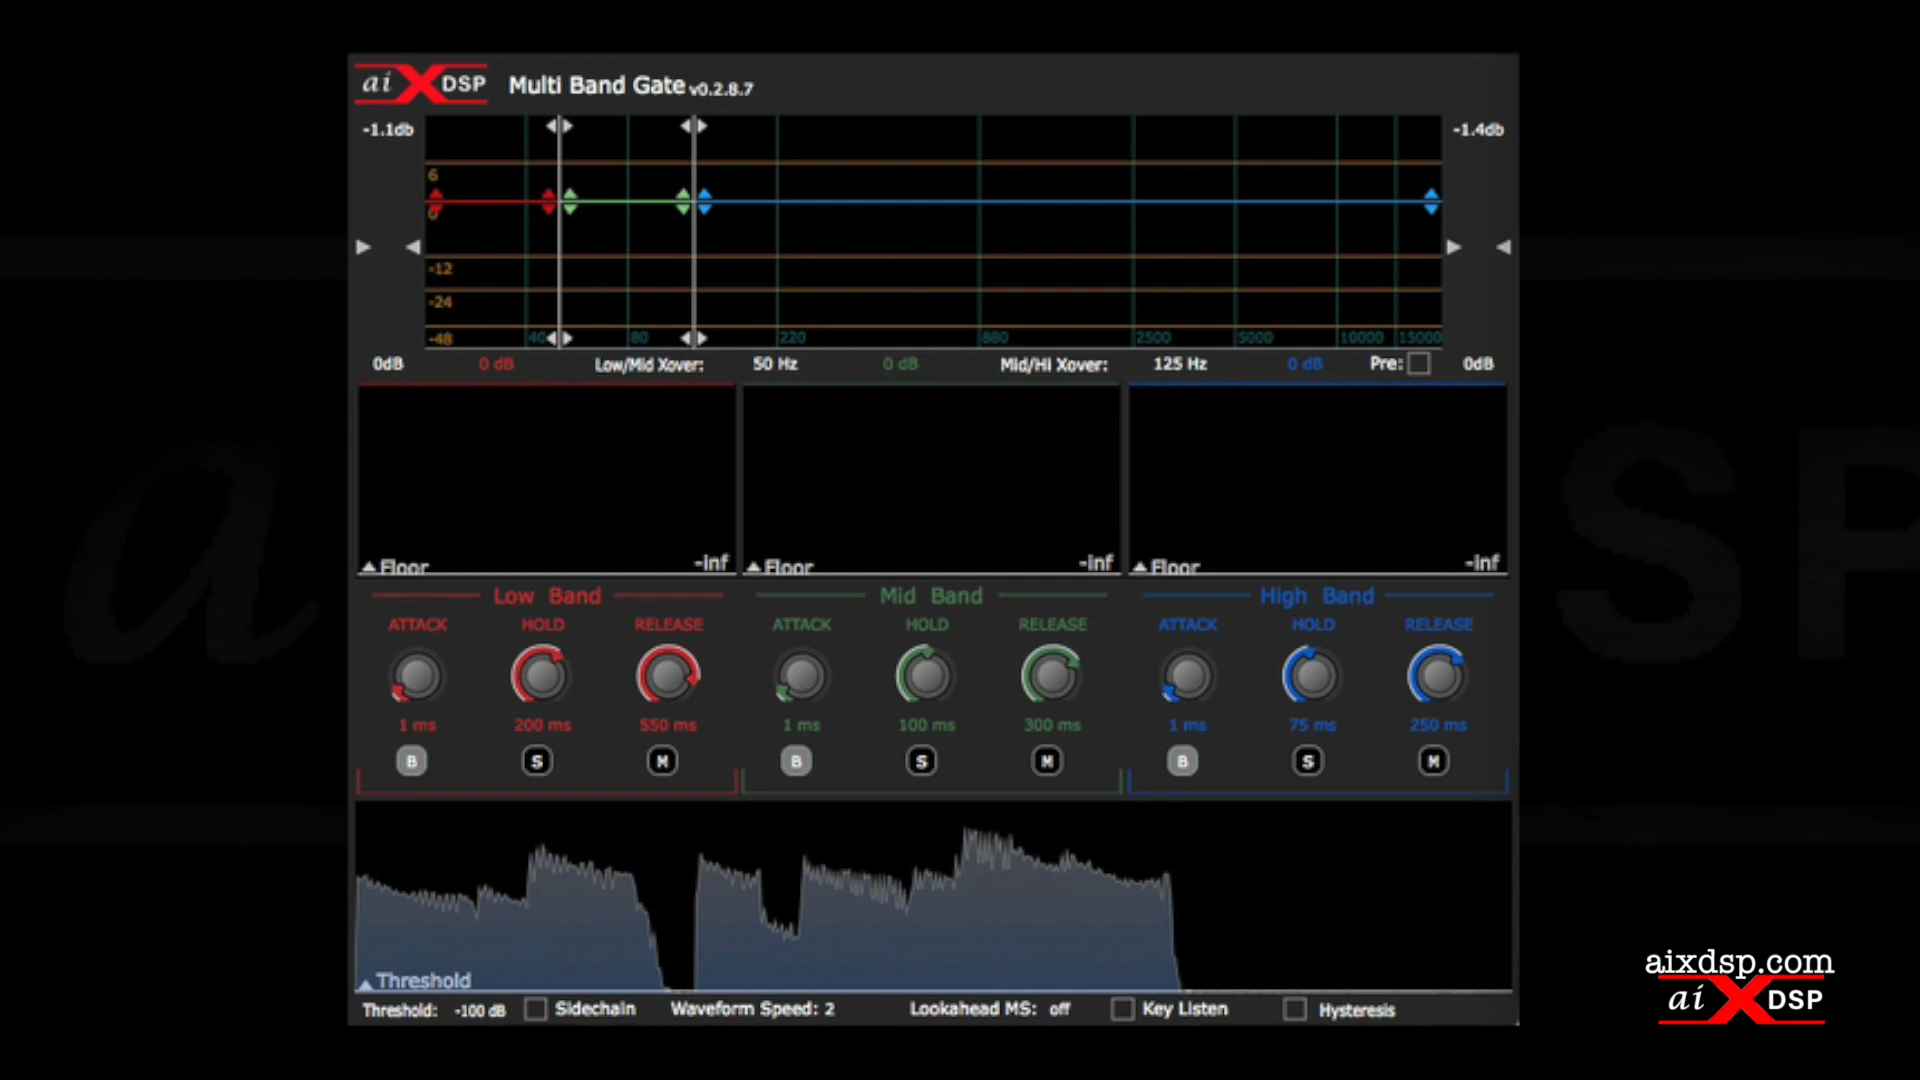 ai X DSP Multi Band Gate v0.2.8.7
-1.1db -1.4db
6
0
-12
-24
-48 40 80 220 880 2500 5000 10000 15000
0dB 0 dB Low/Mid Xover: 50 Hz 0 dB Mid/Hi Xover: 125 Hz 0 dB Pre: 0dB
Floor -inf Floor -inf Floor -inf
Low Band Mid Band High Band
ATTACK HOLD RELEASE ATTACK HOLD RELEASE ATTACK HOLD RELEASE
1 ms 200 ms 550 ms 1 ms 100 ms 300 ms 1 ms 75 ms 250 ms
B S M B S M B S M
Threshold
Threshold: -100 dB Sidechain Waveform Speed: 2 Lookahead MS: off Key Listen Hysteresis
aixdsp.com
ai X DSP
a SP